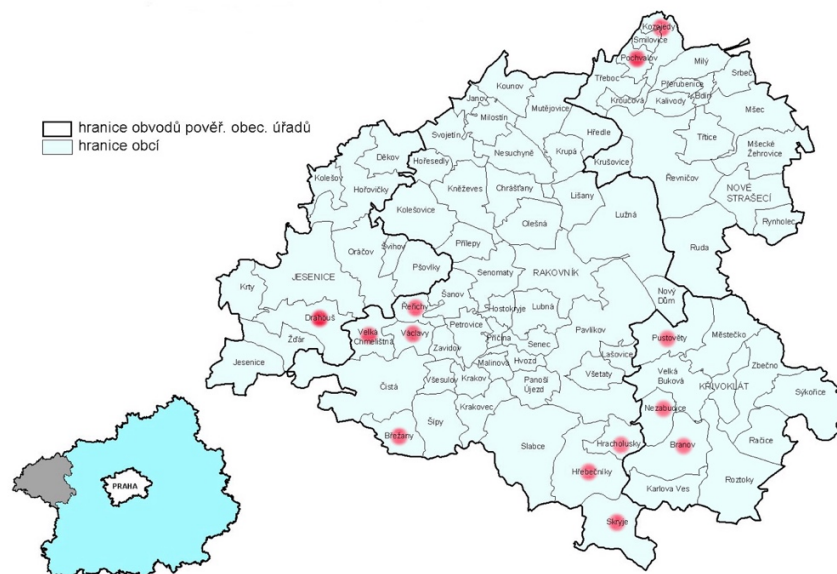 Kozojedy
Smilovice
Pochvalov
Milý
Srbeč
Kounov
Třeboc
Přerubenice
Bdín
Janov
Mutějovice
Kroučová
Kalivody
Mšec
hranice obvodů pověř. obec. úřadů
Milostín
hranice obcí
Svojetín
Hředle
Třtice
Děkov
Hořesedly
Nesuchyně
Krupá
Krušovice
Mšecké
Žehrovice
Kolešov
Řevničov
Hořovičky
Kněževes
Chrášťany
Lišany
NOVÉ
STRAŠECÍ
Kolešovice
Olešná
Lužná
Rynholec
Oráčov
Švihov
Přílepy
Ruda
JESENICE
Pšovlky
Senomaty
RAKOVNÍK
Krty
Šanov
Nový
Dům
Řeřichy
Hostokryje
Lubná
Drahouš
Petrovice
Pavlíkov
Velká
Chmelištná
Václavy
Příčina
Senec
Pustověty
Městečko
Žďár
Zavidov
Hvozd
Lašovice
Jesenice
Malinová
Všetaty
Zbečno
Čistá
Všesulov
Krakov
Panoší
Újezd
Velká
Buková
KŘIVOKLÁT
Sýkořice
Krakovec
Nezabudice
Břežany
Šípy
Slabce
Hracholusky
Branov
Račice
Hřebečníky
Karlova Ves
Roztoky
PRAHA
Skryje